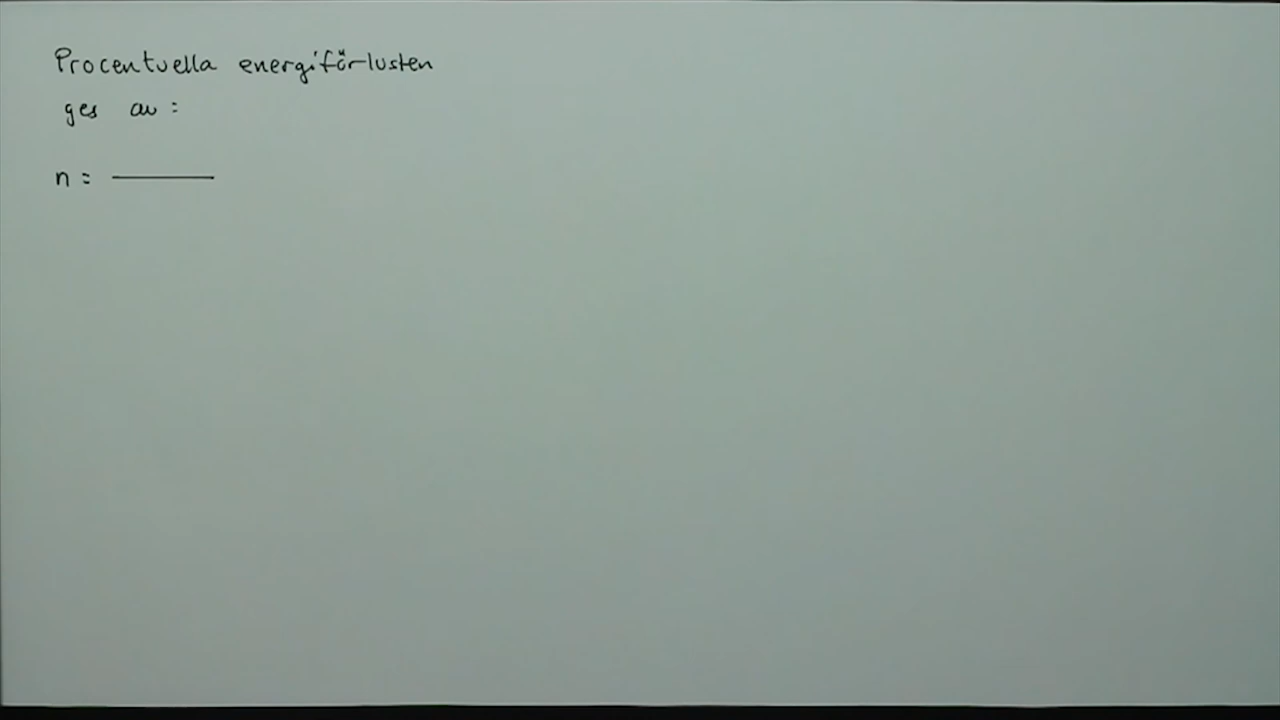 Procentuella energiförlusten
ges av:
n = ―